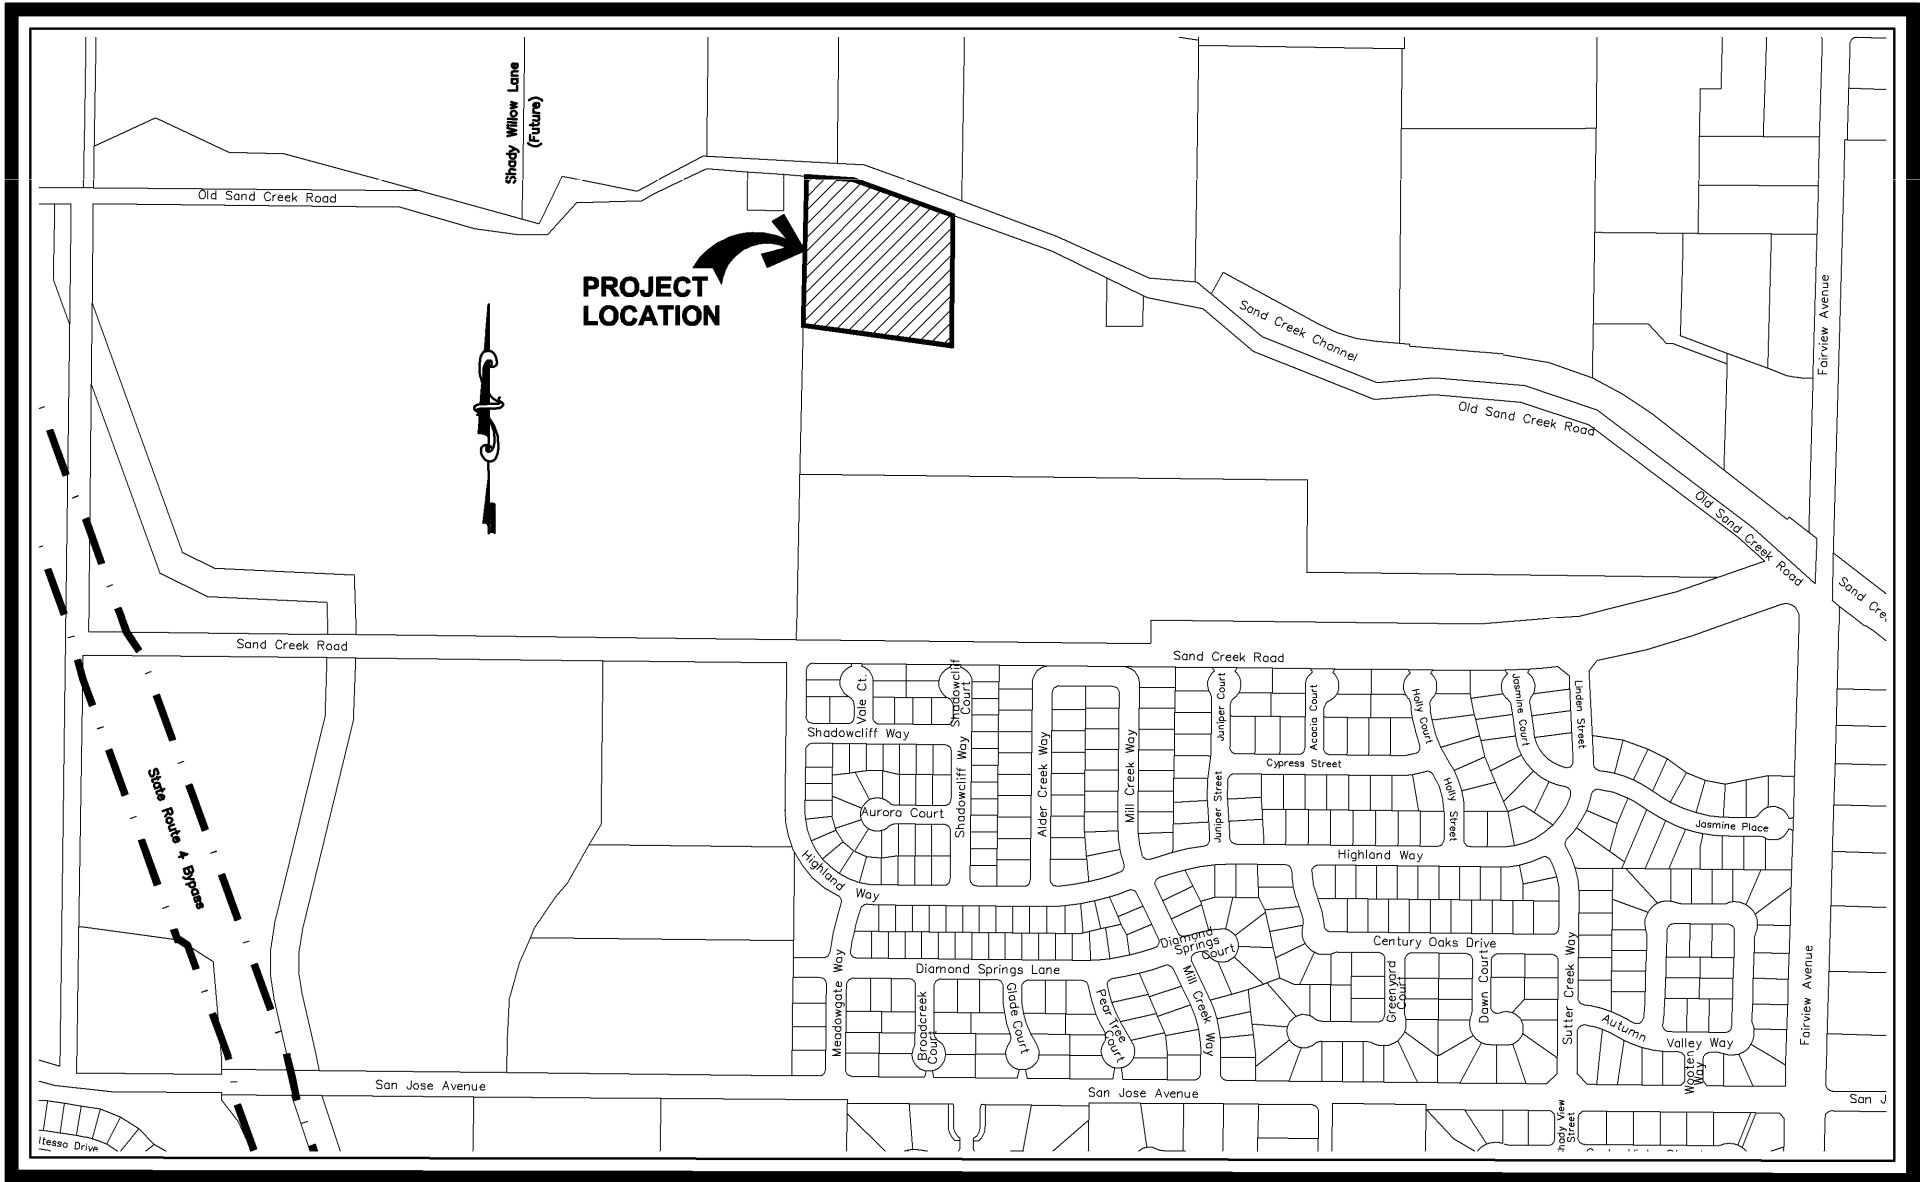 Shady Willow Lane
(Future)
Old Sand Creek Road
PROJECT
LOCATION
Fairview Avenue
Sand Creek Channel
Old Sand Creek Road
Old Sand Creek Road
Sand Cre
Sand Creek Road
Sand Creek Road
State Route 4 Bypass
Vale Ct.
Shadowcliff
Court
Shadowcliff Way
Shadowcliff Way
Aurora Court
Alder Creek Way
Mill Creek Way
Juniper Court
Juniper Street
Acacia Court
Cypress Street
Holly Court
Holly Street
Jasmine Court
Linden Street
Jasmine Place
Highland Way
Highland Way
Diamond
Springs
Court
Century Oaks Drive
Diamond Springs Lane
Meadowgate Way
Broadcreek
Court
Glade Court
Pear Tree
Court
Mill Creek Way
Greenyard
Court
Dawn Court
Sutter Creek Way
Autumn
Valley Way
Wooten
Way
Fairview Avenue
San Jose Avenue
San Jose Avenue
San J
ltessa Drive
hady View
Street